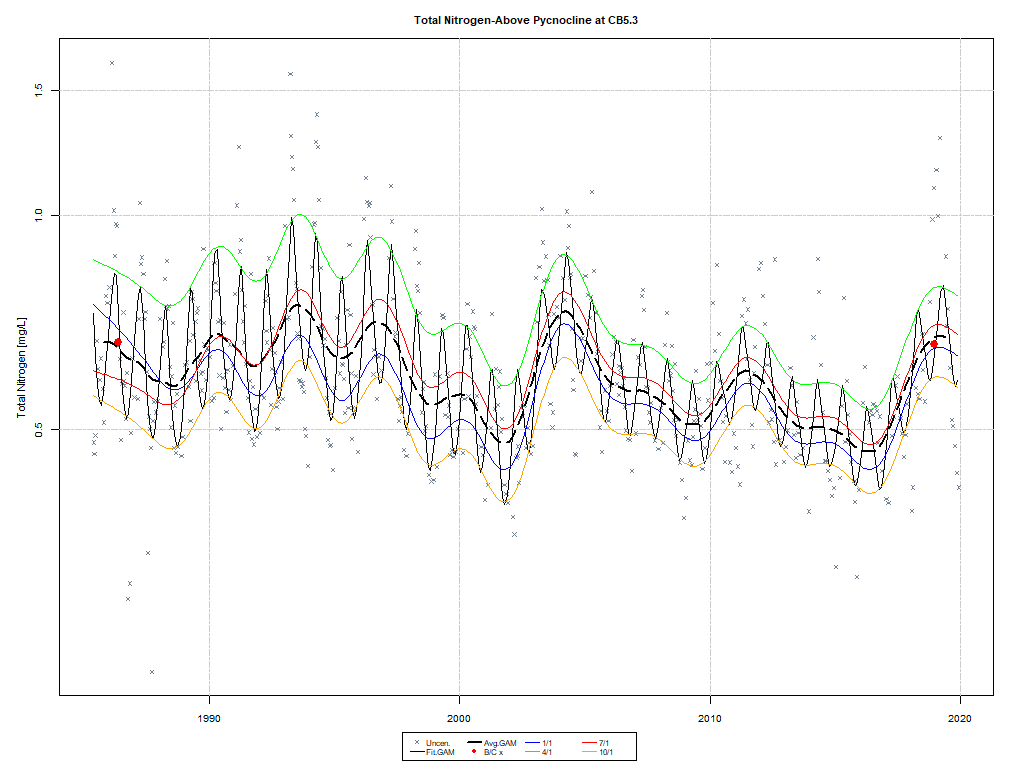 Total Nitrogen-Above Pycnocline at CB5.3
Total Nitrogen [mg/L]
1.5
1.0
0.5
1990 2000 2010 2020
Uncen. Avg.GAM 1/1 7/1
Fit.GAM B/C x 4/1 10/1